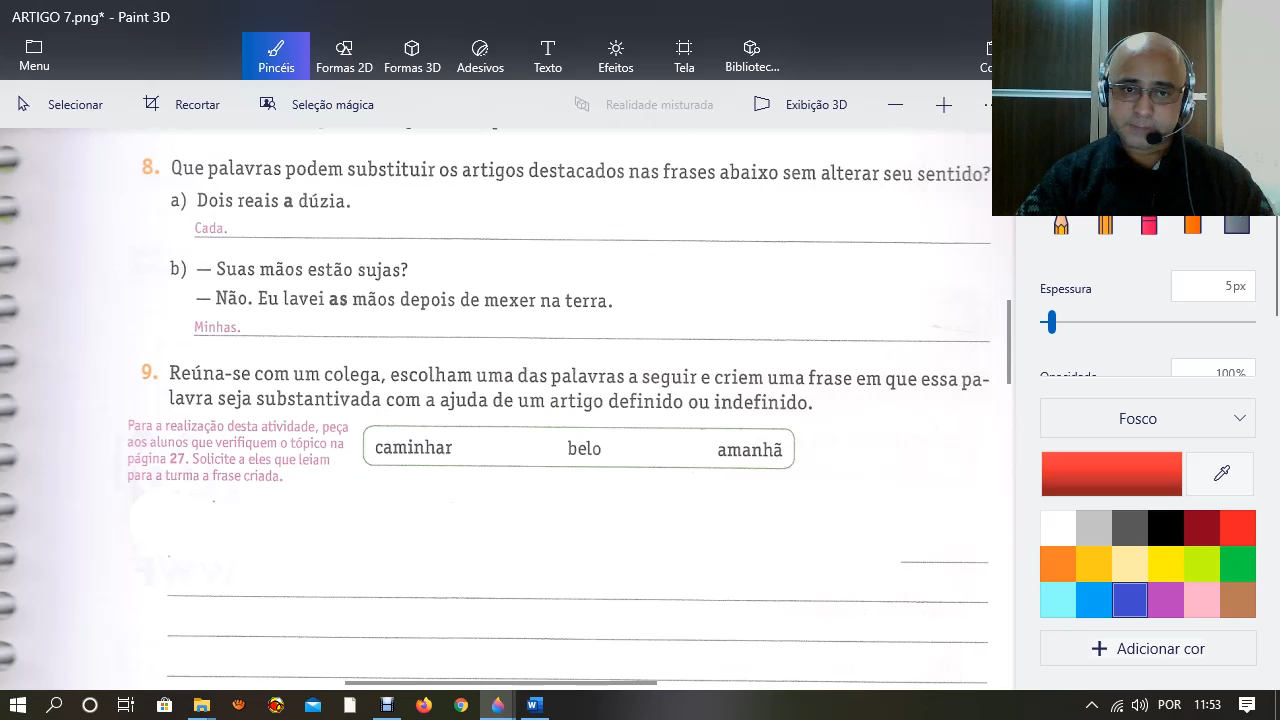 ARTIGO 7.png* - Paint 3D
Menu
Pincéis
Formas 2D
Formas 3D
Adesivos
Texto
Efeitos
Tela
Bibliotec...
Co
Selecionar
Recortar
Seleção mágica
Realidade misturada
Exibição 3D
8. Que palavras podem substituir os artigos destacados nas frases abaixo sem alterar seu sentido?
a) Dois reais a dúzia.
Cada.
b) — Suas mãos estão sujas?
— Não. Eu lavei as mãos depois de mexer na terra.
Minhas.
9. Reúna-se com um colega, escolham uma das palavras a seguir e criem uma frase em que essa pa-
lavra seja substantivada com a ajuda de um artigo definido ou indefinido.
Para a realização desta atividade, peça
aos alunos que verifiquem o tópico na
página 27. Solicite a eles que leiam
para a turma a frase criada.
caminhar belo amanhã
Espessura
5px
Opacidade
100%
Fosco
Adicionar cor
POR
11:53